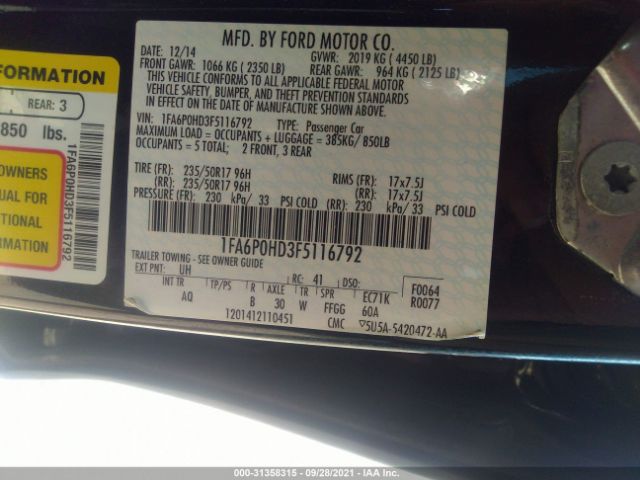 MFD. BY FORD MOTOR CO.
DATE: 12/14 GVWR: 2019 KG ( 4450 LB)
FRONT GAWR: 1066 KG ( 2350 LB) REAR GAWR: 964 KG ( 2125 LB)
THIS VEHICLE CONFORMS TO ALL APPLICABLE FEDERAL MOTOR
VEHICLE SAFETY, BUMPER, AND THEFT PREVENTION STANDARDS
IN EFFECT ON THE DATE OF MANUFACTURE SHOWN ABOVE.
VIN: 1FA6P0HD3F5116792 TYPE: Passenger Car
MAXIMUM LOAD = OCCUPANTS + LUGGAGE = 385KG/ 850LB
OCCUPANTS = 5 TOTAL; 2 FRONT, 3 REAR
TIRE (FR): 235/50R17 96H RIMS (FR): 17x7.5J
(RR): 235/50R17 96H (RR): 17x7.5J
PRESSURE (FR): 230 kPa/ 33 PSI COLD (RR): 230 kPa/ 33 PSI COLD
1FA6P0HD3F5116792
TRAILER TOWING - SEE OWNER GUIDE
EXT PNT: UH RC: 41 DSO: F0064
INT TR TP/PS R AXLE TR SPR EC71K R0077
AQ B 30 W FFGG 60A
1201412110451 CMC ▽5U5A-5420472-AA
FORMATION
REAR: 3
850 lbs.
OWNERS
UAL FOR
TIONAL
RMATION
1FA6P0HD3F5116792
000-31358315 | 09/28/2021 | IAA Inc.